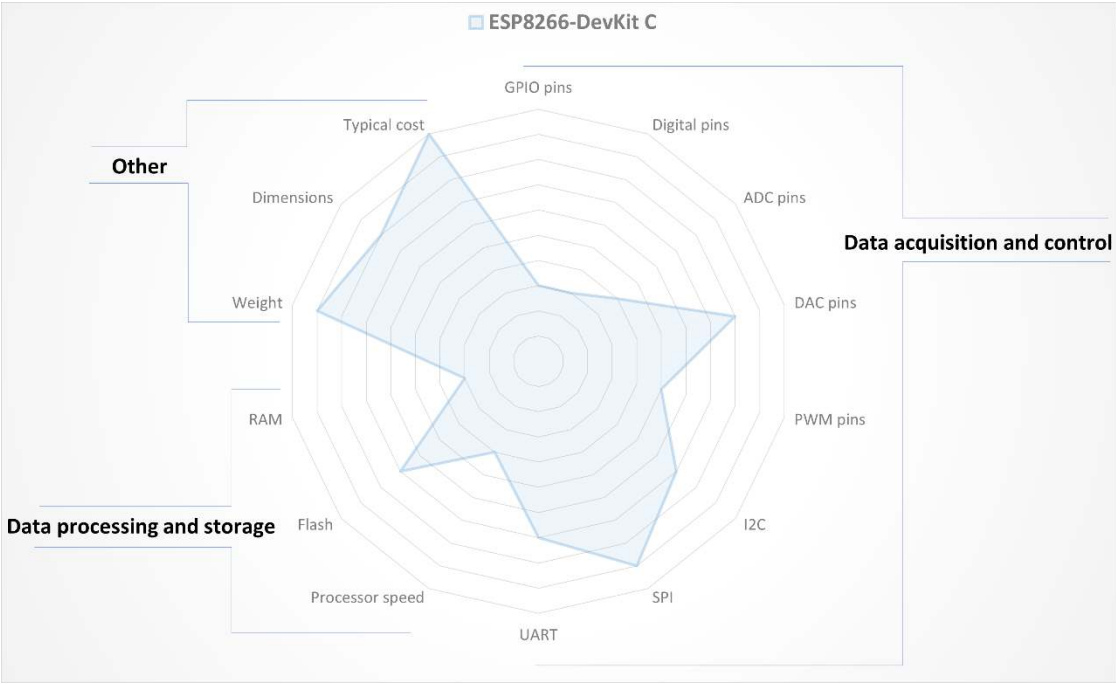 ESP8266-DevKit C
GPIO pins
Typical cost
Digital pins
Other
Dimensions
ADC pins
Data acquisition and control
Weight
DAC pins
RAM
PWM pins
Data processing and storage
Flash
I2C
Processor speed
SPI
UART